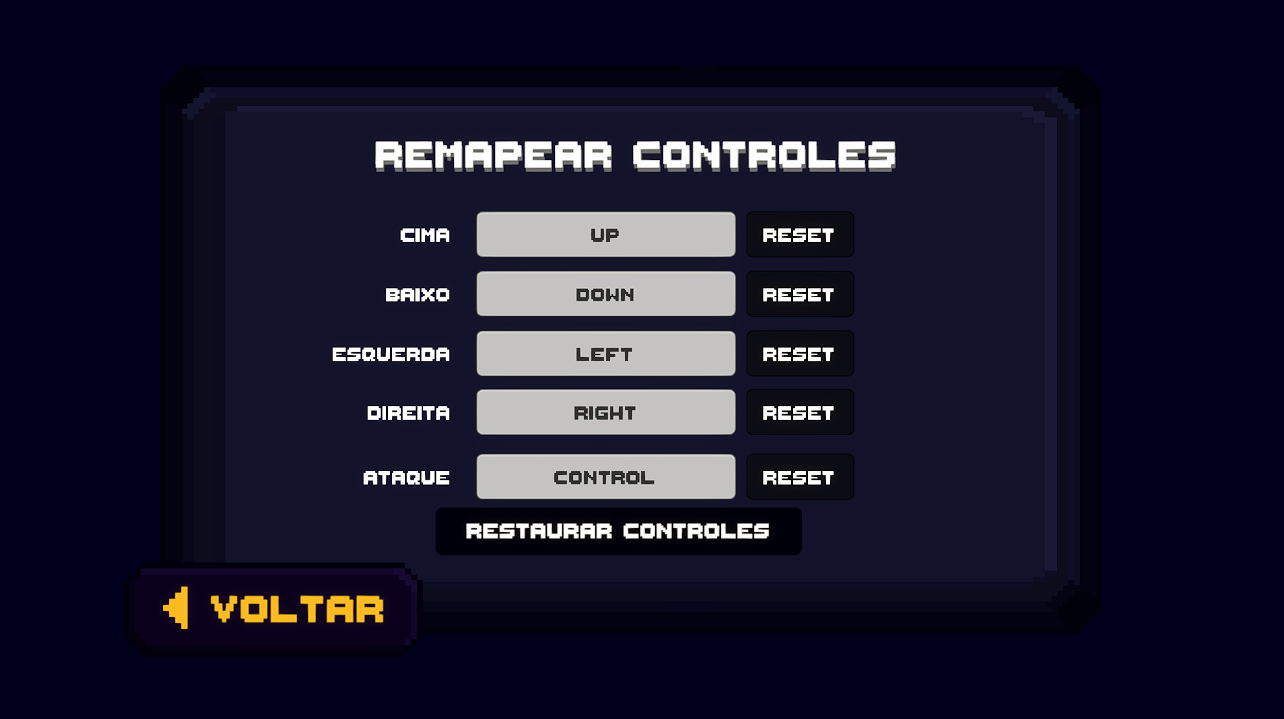 REMAPEAR CONTROLES
CIMA UP RESET
BAIXO DOWN RESET
ESQUERDA LEFT RESET
DIREITA RIGHT RESET
ATAQUE CONTROL RESET
RESTAURAR CONTROLES
VOLTAR